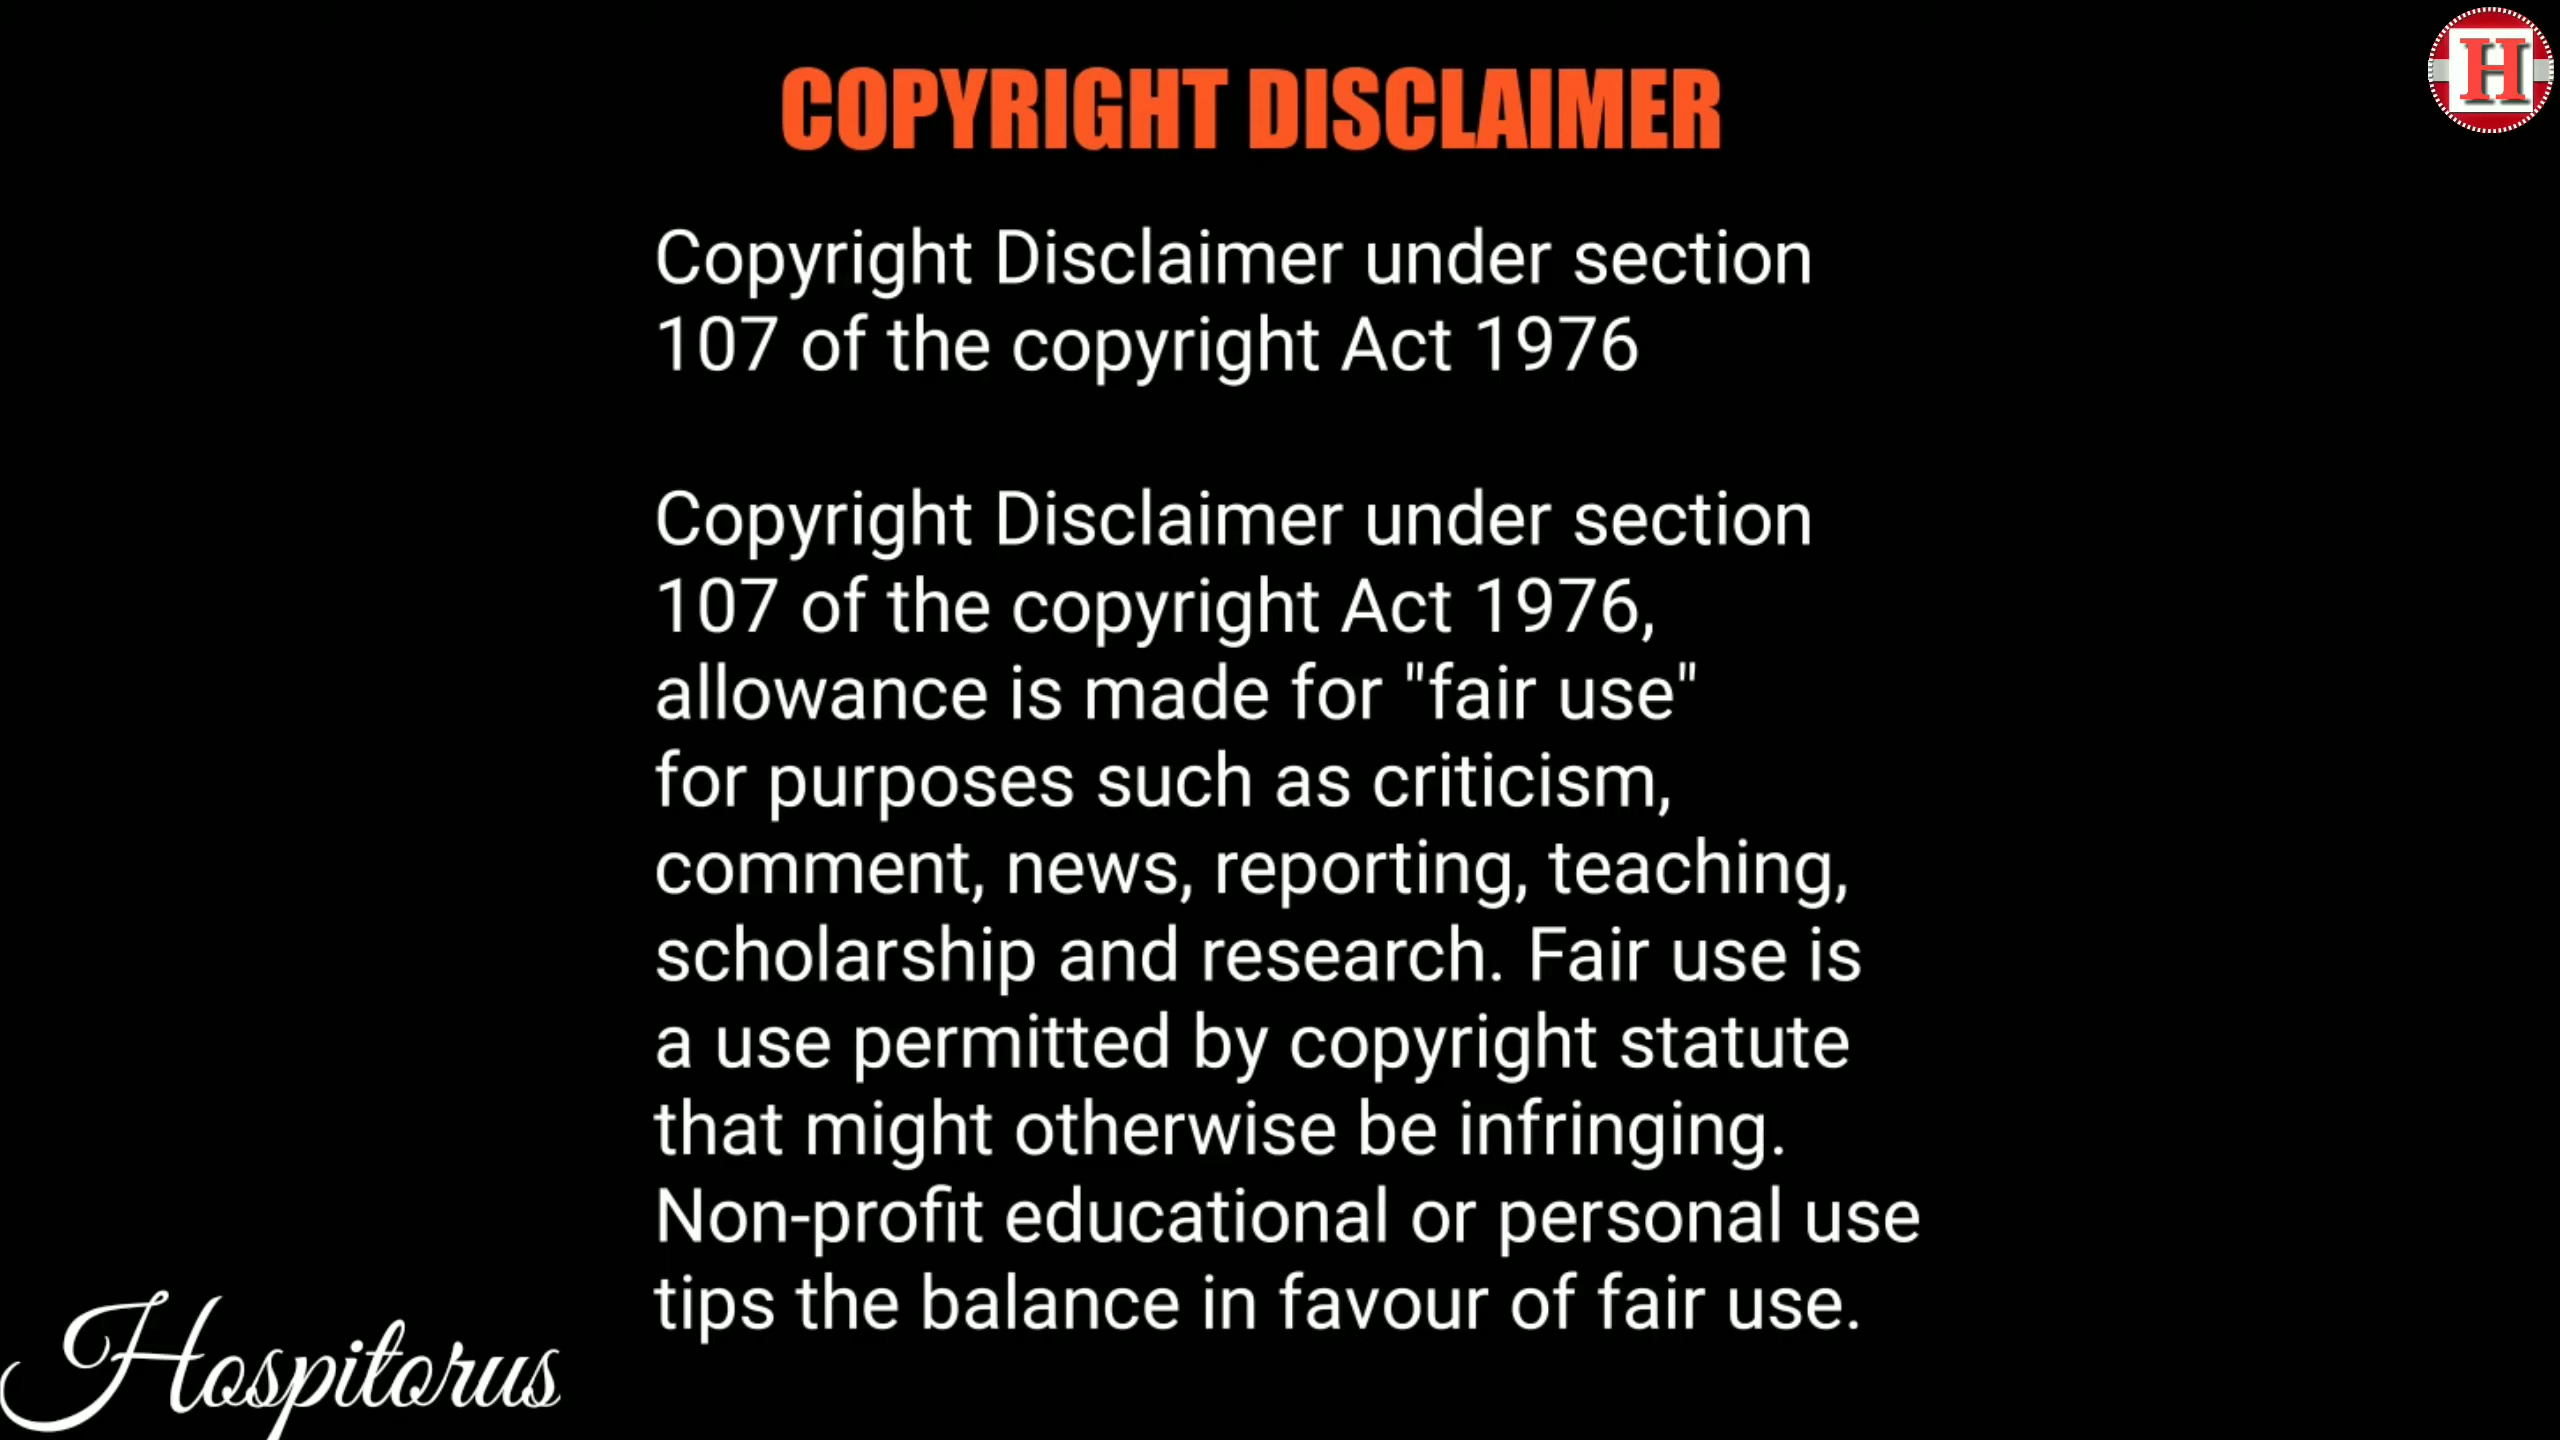 COPYRIGHT DISCLAIMER
H
Copyright Disclaimer under section
107 of the copyright Act 1976
Copyright Disclaimer under section
107 of the copyright Act 1976,
allowance is made for "fair use"
for purposes such as criticism,
comment, news, reporting, teaching,
scholarship and research. Fair use is
a use permitted by copyright statute
that might otherwise be infringing.
Non-profit educational or personal use
tips the balance in favour of fair use.
Hospitorus